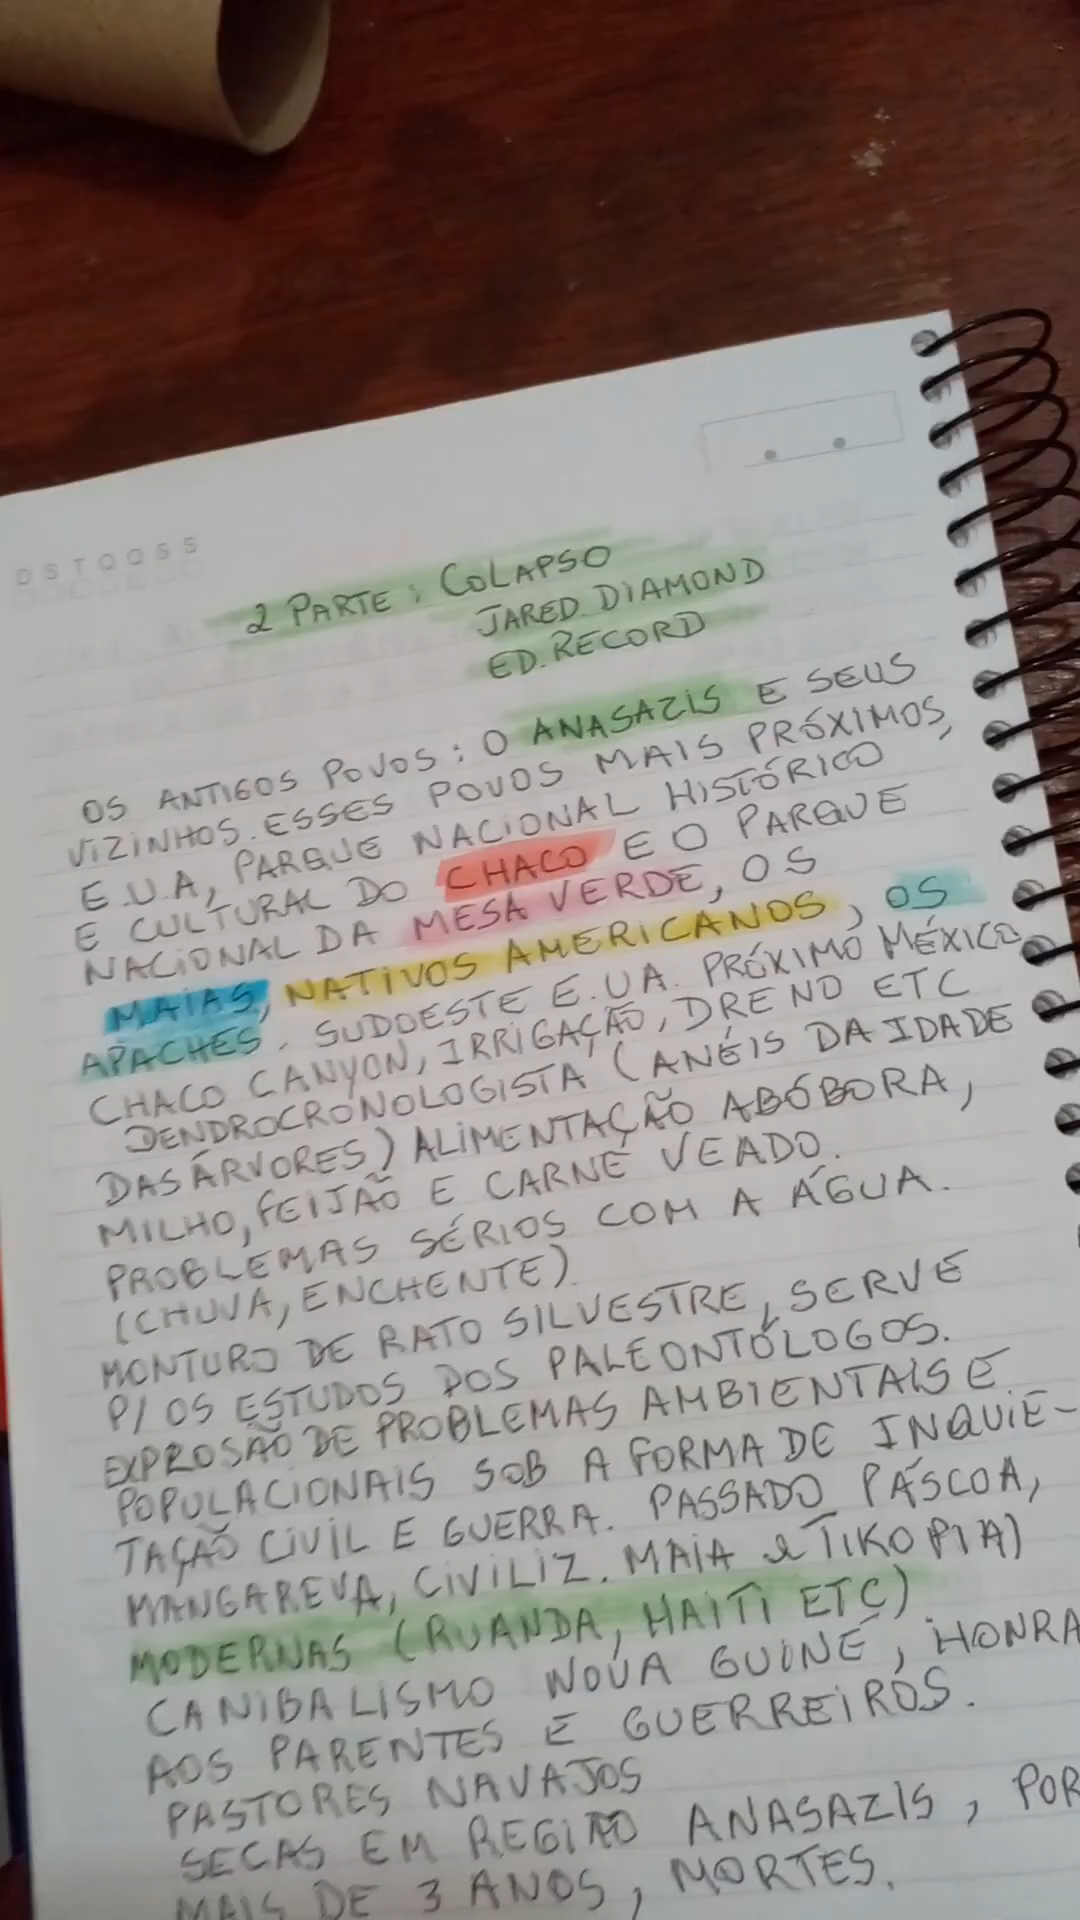 DSTQQSS
2 PARTE: COLAPSO
JARED DIAMOND
ED. RECORD
OS ANTIGOS POVOS: O ANASAZIS E SEUS
VIZINHOS. ESSES POVOS MAIS PRÓXIMOS,
E.U.A, PARQUE NACIONAL HISTÓRICO
E CULTURAL DO CHACO E O PARQUE
NACIONAL DA MESA VERDE, OS
MAIAS, NATIVOS AMERICANOS, OS
APACHES. SUDOESTE E.UA. PRÓXIMO MÉXICO
CHACO CANYON, IRRIGAÇÃO, DRENO ETC
DENDROCRONOLOGISTA (ANÉIS DA IDADE
DAS ÁRVORES) ALIMENTAÇÃO ABÓBORA,
MILHO, FEIJÃO E CARNE VEADO.
PROBLEMAS SÉRIOS COM A ÁGUA.
(CHUVA, ENCHENTE)
MONTURO DE RATO SILVESTRE, SERVE
P/ OS ESTUDOS DOS PALEONTÓLOGOS.
EXPROSÃO DE PROBLEMAS AMBIENTAIS E
POPULACIONAIS SOB A FORMA DE INQUIE-
TAÇÃO CIVIL E GUERRA. PASSADO PÁSCOA,
MANGAREVA, CIVILIZ. MAIA e TIKOPIA)
MODERNAS (RUANDA, HAITI ETC)
CANIBALISMO NOVA GUINÉ, HONRA
AOS PARENTES E GUERREIROS.
PASTORES NAVAJOS
SECAS EM REGIÃO ANASAZIS, POR
MAIS DE 3 ANOS, MORTES.